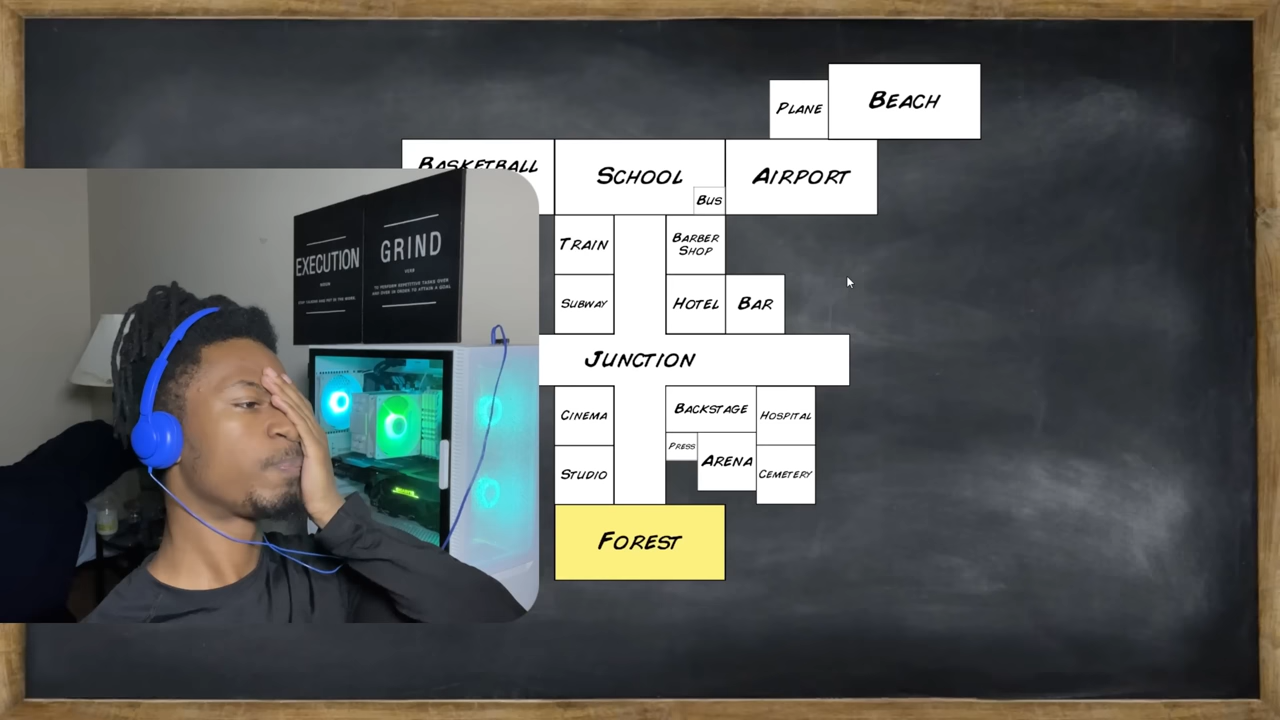 BEACH
PLANE
BASKETBALL
SCHOOL
AIRPORT
BUS
TRAIN
BARBER
SHOP
SUBWAY
HOTEL
BAR
JUNCTION
CINEMA
BACKSTAGE
HOSPITAL
PRESS
ARENA
STUDIO
CEMETERY
FOREST
EXECUTION
GRIND